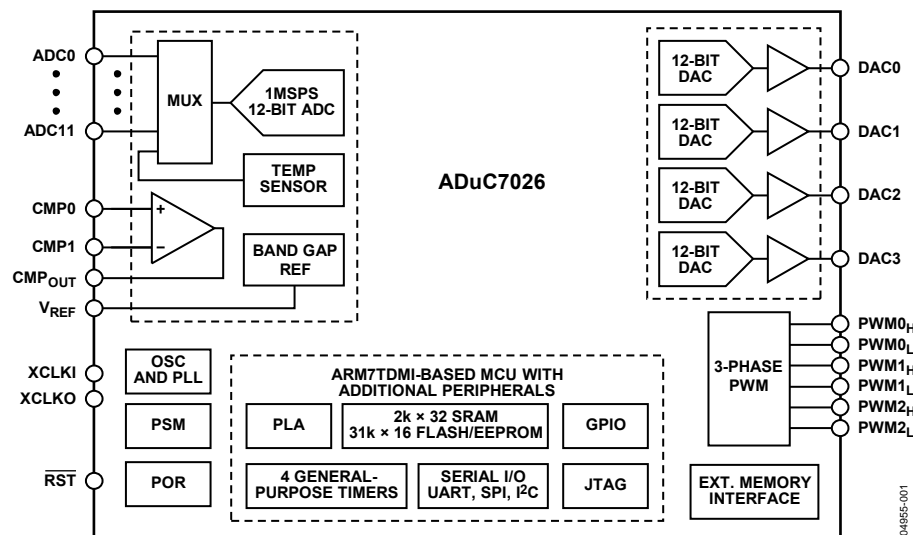 ADC0
ADC11
MUX
1MSPS
12-BIT ADC
TEMP
SENSOR
CMP0
CMP1
CMPOUT
VREF
+
−
BAND GAP
REF
ADuC7026
12-BIT
DAC
12-BIT
DAC
12-BIT
DAC
12-BIT
DAC
DAC0
DAC1
DAC2
DAC3
XCLKI
XCLKO
RST
OSC
AND PLL
PSM
POR
ARM7TDMI-BASED MCU WITH
ADDITIONAL PERIPHERALS
PLA
2k × 32 SRAM
31k × 16 FLASH/EEPROM
GPIO
4 GENERAL-
PURPOSE TIMERS
SERIAL I/O
UART, SPI, I2C
JTAG
3-PHASE
PWM
PWM0H
PWM0L
PWM1H
PWM1L
PWM2H
PWM2L
EXT. MEMORY
INTERFACE
04955-001